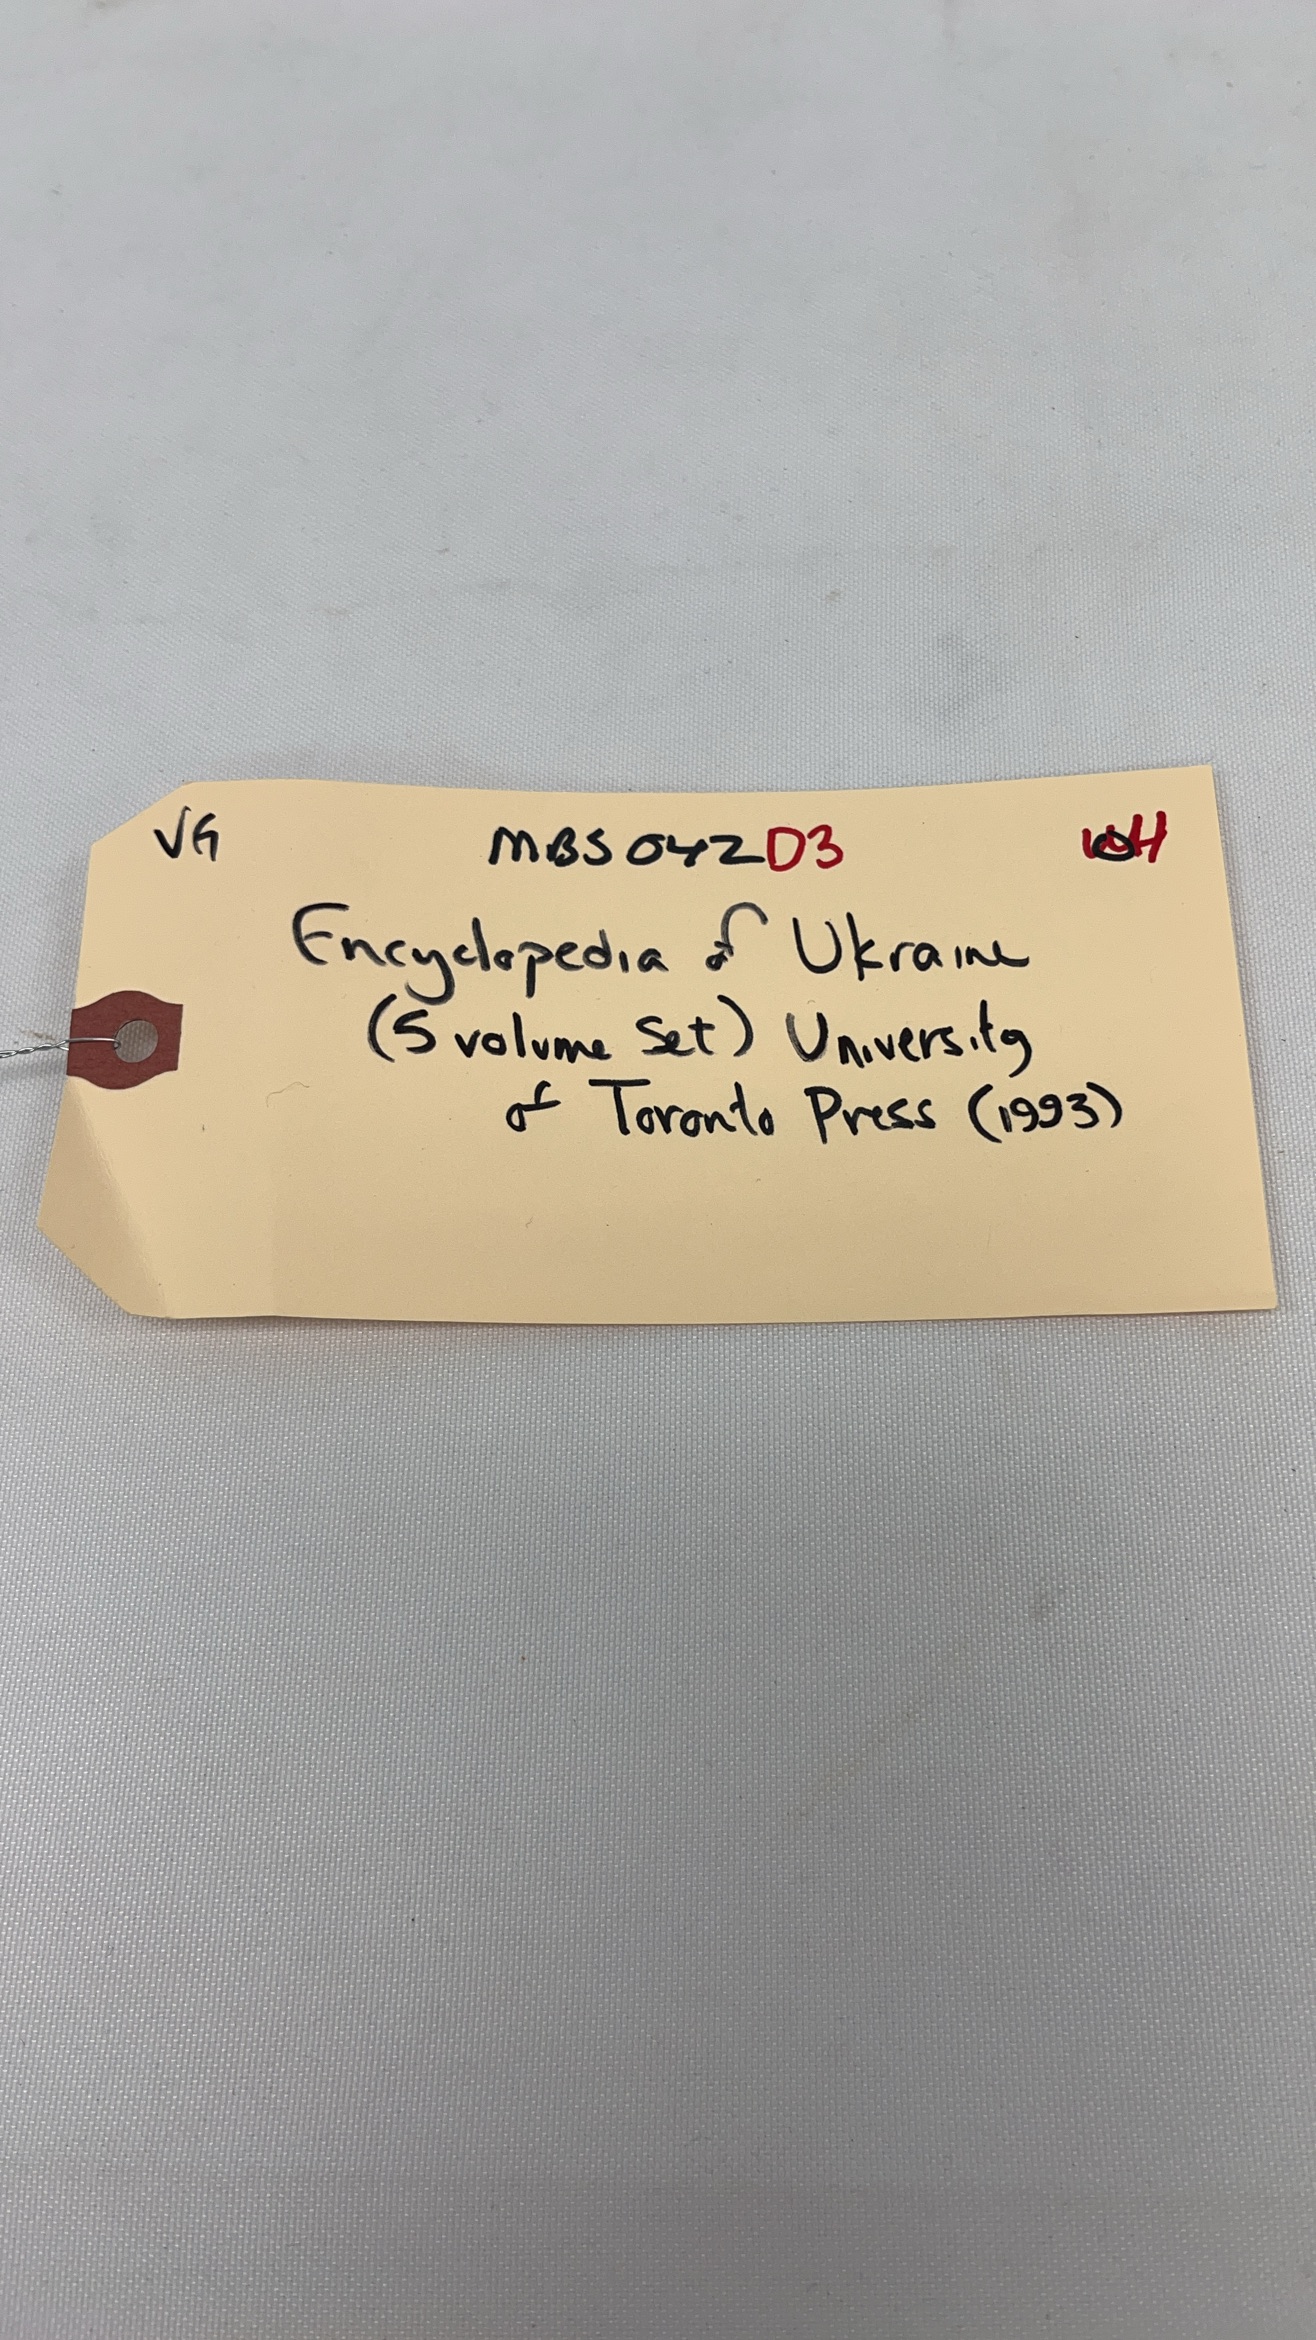 VG MBS042D3 WH
Encyclopedia of Ukraine
(5 volume Set) University
of Toronto Press (1993)